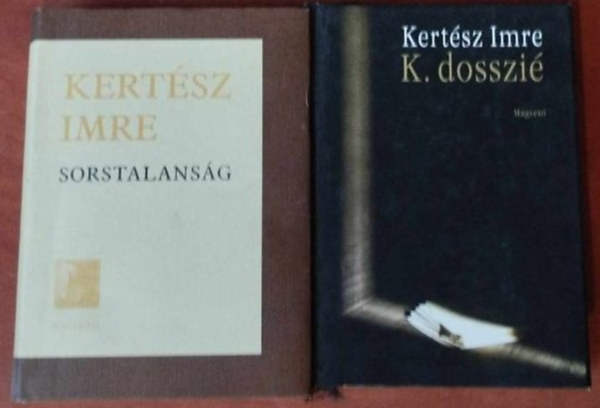 KERTÉSZ
IMRE
SORSTALANSÁG
Kertész Imre
K. dosszié
Magvető